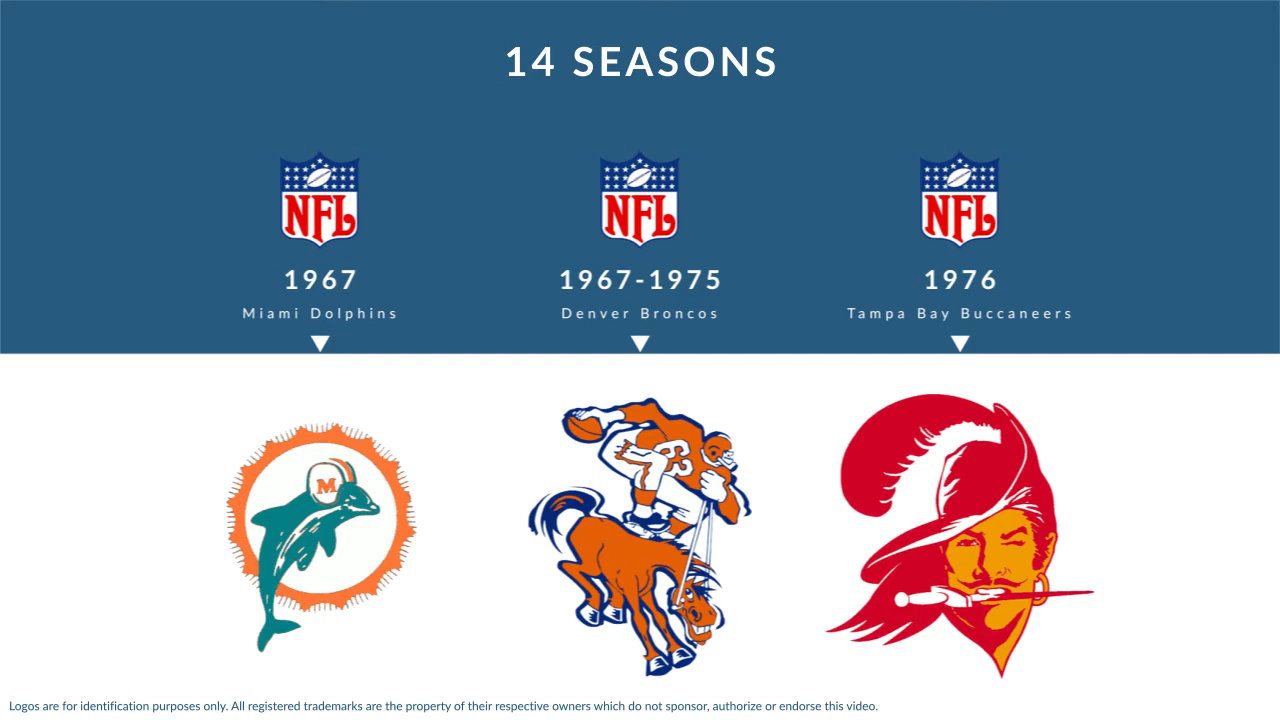 14 SEASONS
NFL NFL NFL
1967 1967-1975 1976
Miami Dolphins Denver Broncos Tampa Bay Buccaneers
M
63
Logos are for identification purposes only. All registered trademarks are the property of their respective owners which do not sponsor, authorize or endorse this video.